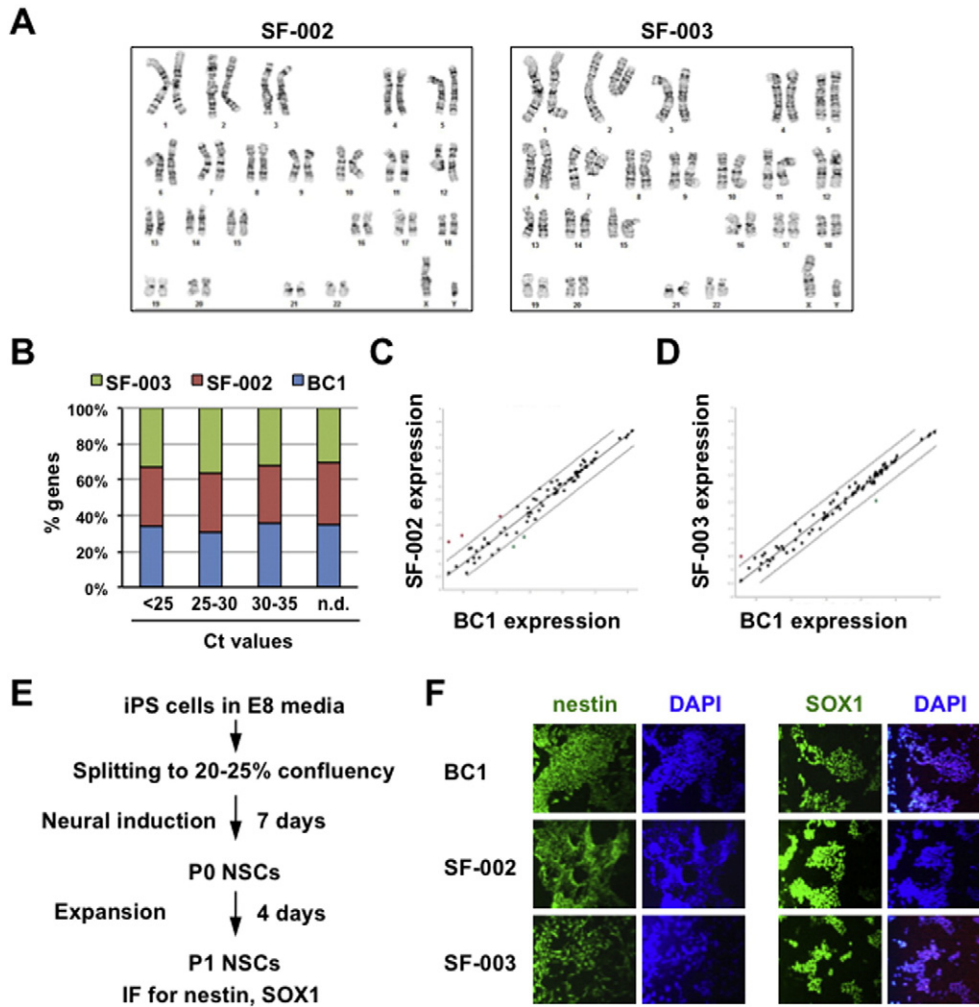 A
SF-002
SF-003
1 2 3 4 5
6 7 8 9 10 11 12
13 14 15 16 17 18
19 20 21 22 X Y
1 2 3 4 5
6 7 8 9 10 11 12
13 14 15 16 17 18
19 20 21 22 X Y
B
SF-003 SF-002 BC1
100%
80%
60%
40%
20%
0%
% genes
<25 25-30 30-35 n.d.
Ct values
C
SF-002 expression
BC1 expression
D
SF-003 expression
BC1 expression
E
iPS cells in E8 media
Splitting to 20-25% confluency
Neural induction 7 days
P0 NSCs
Expansion 4 days
P1 NSCs
IF for nestin, SOX1
F
nestin DAPI SOX1 DAPI
BC1
SF-002
SF-003